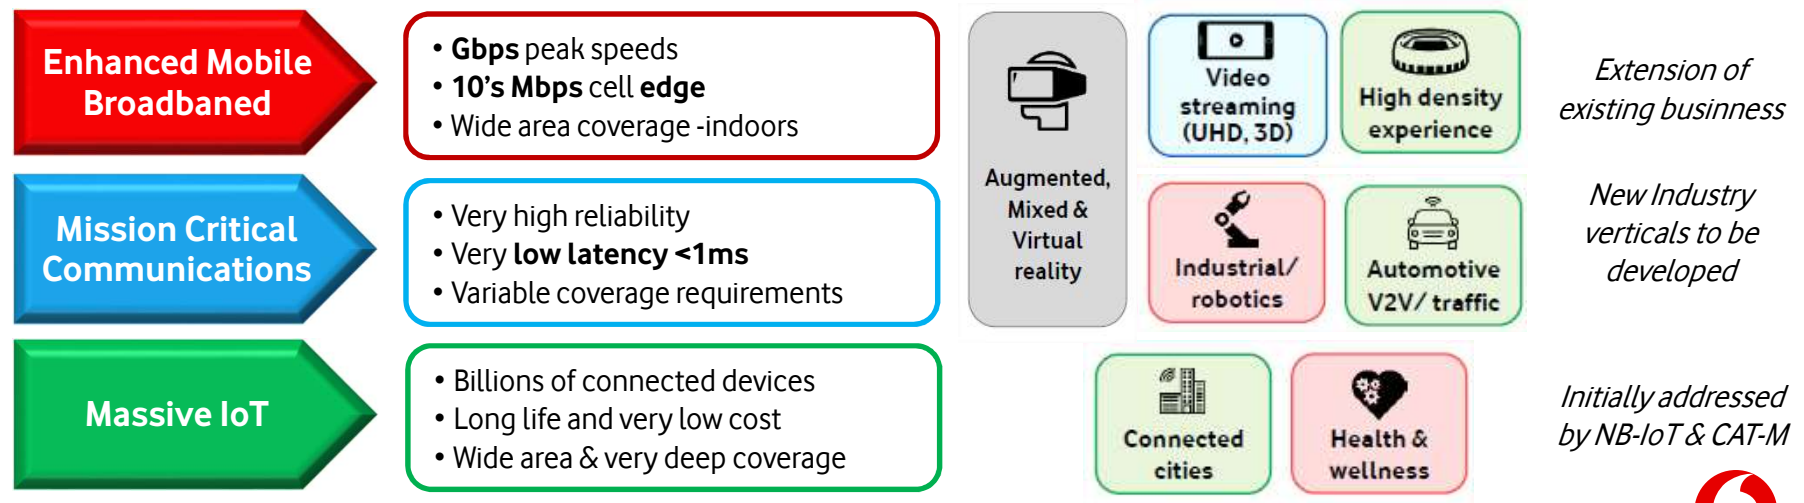 Enhanced Mobile
Broadbaned
• Gbps peak speeds
• 10's Mbps cell edge
• Wide area coverage -indoors
Video
streaming
(UHD, 3D)
High density
experience
Extension of
existing businness
Augmented,
Mixed &
Virtual
reality
Mission Critical
Communications
• Very high reliability
• Very low latency <1ms
• Variable coverage requirements
Industrial/
robotics
Automotive
V2V/ traffic
New Industry
verticals to be
developed
Massive IoT
• Billions of connected devices
• Long life and very low cost
• Wide area & very deep coverage
Connected
cities
Health &
wellness
Initially addressed
by NB-IoT & CAT-M